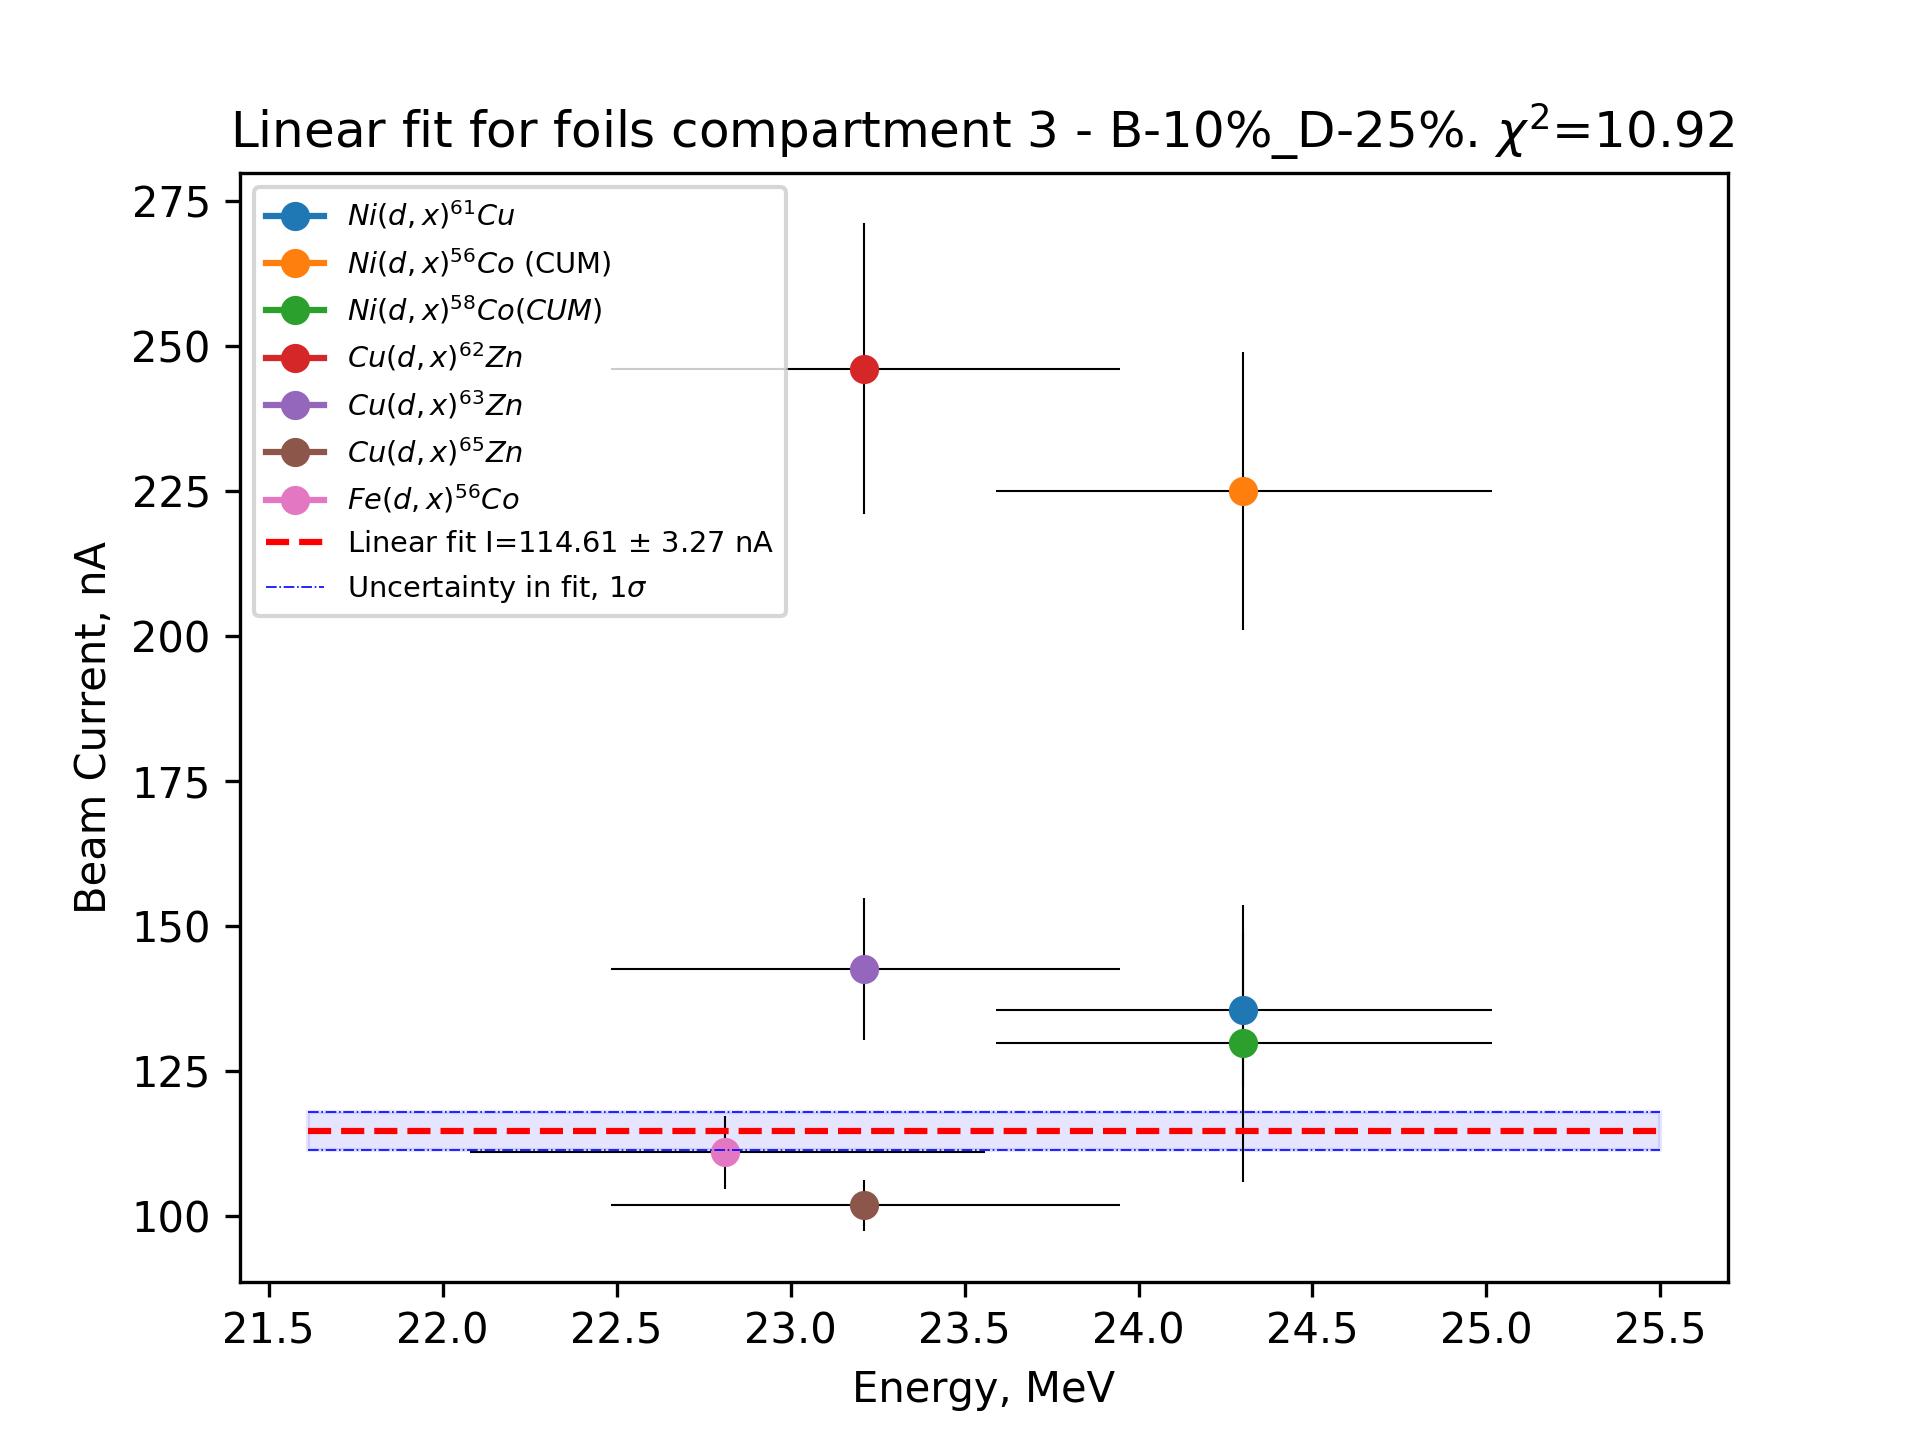 Linear fit for foils compartment 3 - B-10%_D-25%. χ²=10.92
Ni(d, x)⁶¹Cu
Ni(d, x)⁵⁶Co (CUM)
Ni(d, x)⁵⁸Co(CUM)
Cu(d, x)⁶²Zn
Cu(d, x)⁶³Zn
Cu(d, x)⁶⁵Zn
Fe(d, x)⁵⁶Co
Linear fit I=114.61 ± 3.27 nA
Uncertainty in fit, 1σ
Beam Current, nA
275
250
225
200
175
150
125
100
21.5 22.0 22.5 23.0 23.5 24.0 24.5 25.0 25.5
Energy, MeV